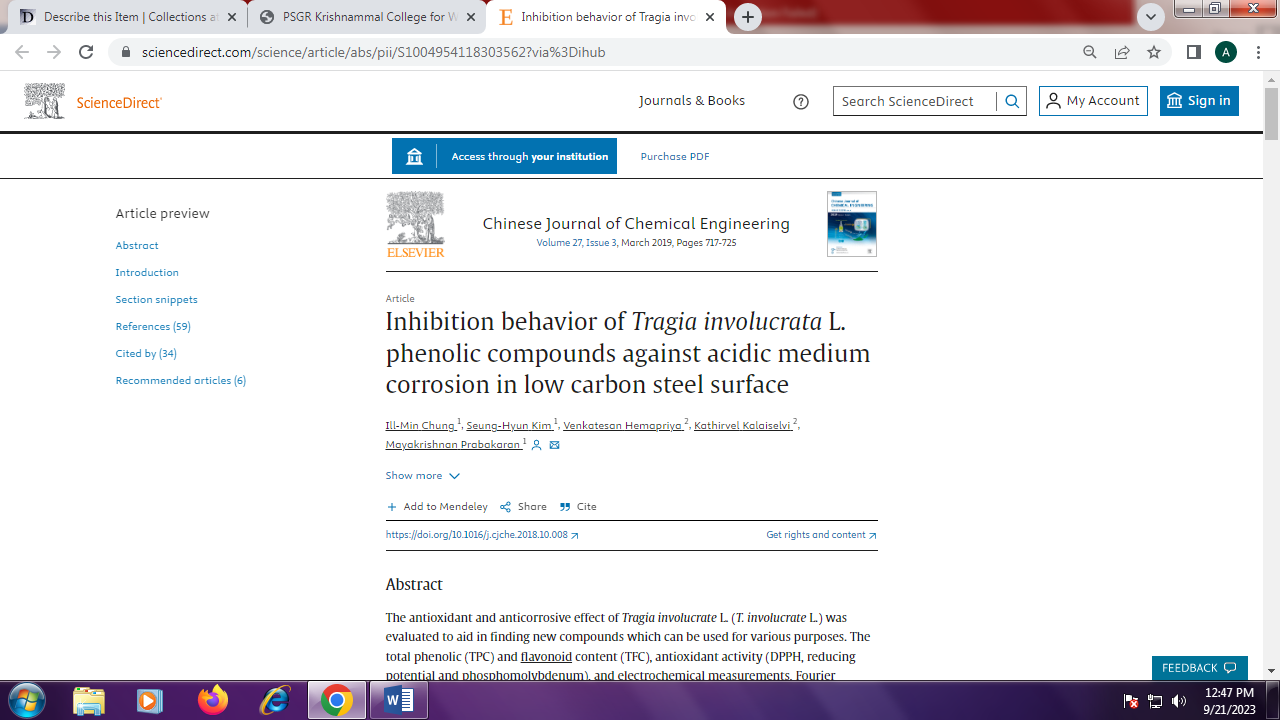 Describe this Item | Collections at
PSGR Krishnammal College for W
Inhibition behavior of Tragia invo
sciencedirect.com/science/article/abs/pii/S1004954118303562?via%3Dihub
A
ScienceDirect
Journals & Books
?
Search ScienceDirect
My Account
Sign in
Access through your institution
Purchase PDF
Article preview
Abstract
Introduction
Section snippets
References (59)
Cited by (34)
Recommended articles (6)
ELSEVIER
Chinese Journal of Chemical Engineering
Volume 27, Issue 3, March 2019, Pages 717-725
Article
Inhibition behavior of Tragia involucrata L.
phenolic compounds against acidic medium
corrosion in low carbon steel surface
Ill-Min Chung 1, Seung-Hyun Kim 1, Venkatesan Hemapriya 2, Kathirvel Kalaiselvi 2,
Mayakrishnan Prabakaran 1
Show more
Add to Mendeley
Share
Cite
https://doi.org/10.1016/j.cjche.2018.10.008
Get rights and content
Abstract
The antioxidant and anticorrosive effect of Tragia involucrate L. (T. involucrate L.) was
evaluated to aid in finding new compounds which can be used for various purposes. The
total phenolic (TPC) and flavonoid content (TFC), antioxidant activity (DPPH, reducing
potential and phosphomolybdenum), and electrochemical measurements. Fourier
FEEDBACK
12:47 PM
9/21/2023